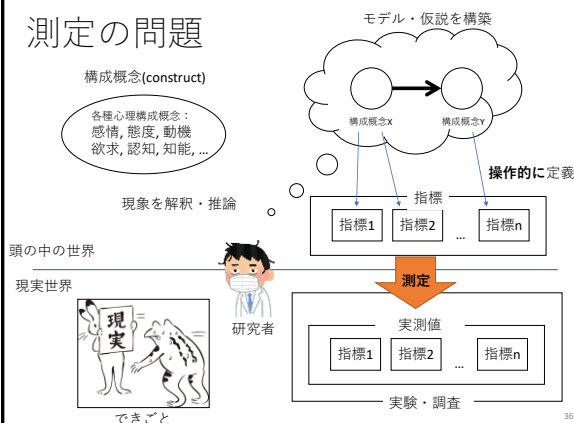 測定の問題
モデル・仮説を構築
構成概念(construct)
各種心理構成概念：
感情, 態度, 動機
欲求, 認知, 知能, ...
構成概念X
構成概念Y
操作的に定義
現象を解釈・推論
指標
指標1
指標2
...
指標n
頭の中の世界
現実世界
測定
現実
研究者
実測値
指標1
指標2
...
指標n
実験・調査
できごと
36